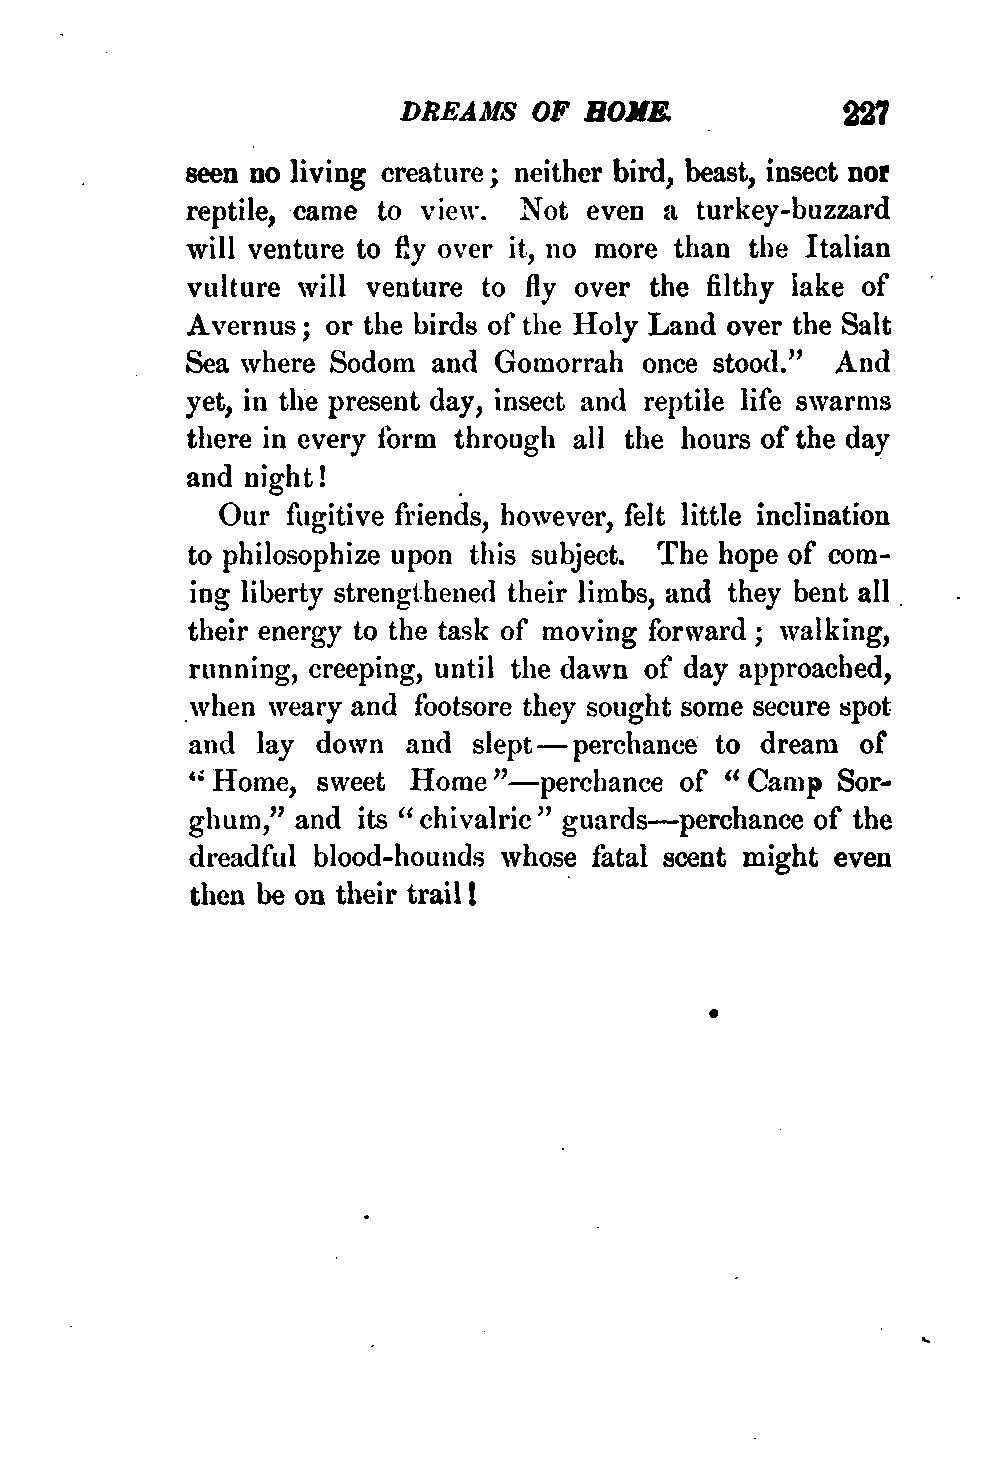 DREAMS OF HOME. 227
seen no living creature; neither bird, beast, insect nor
reptile, came to view. Not even a turkey-buzzard
will venture to fly over it, no more than the Italian
vulture will venture to fly over the filthy lake of
Avernus; or the birds of the Holy Land over the Salt
Sea where Sodom and Gomorrah once stood.” And
yet, in the present day, insect and reptile life swarms
there in every form through all the hours of the day
and night!
Our fugitive friends, however, felt little inclination
to philosophize upon this subject. The hope of com-
ing liberty strengthened their limbs, and they bent all
their energy to the task of moving forward; walking,
running, creeping, until the dawn of day approached,
when weary and footsore they sought some secure spot
and lay down and slept—perchance to dream of
“Home, sweet Home”—perchance of “Camp Sor-
ghum,” and its “chivalric” guards—perchance of the
dreadful blood-hounds whose fatal scent might even
then be on their trail!